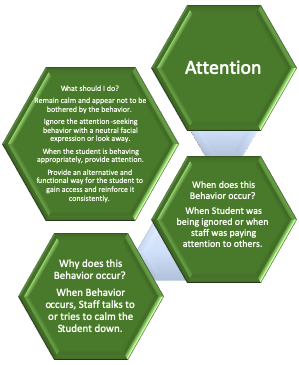 Attention
What should I do?
Remain calm and appear not to be
bothered by the behavior.
Ignore the attention-seeking
behavior with a neutral facial
expression or look away.
When the student is behaving
appropriately, provide attention.
Provide an alternative and
functional way for the student to
gain access and reinforce it
consistently.
When does this
Behavior occur?
When Student was
being ignored or when
staff was paying
attention to others.
Why does this
Behavior occur?
When Behavior
occurs, Staff talks to
or tries to calm the
Student down.